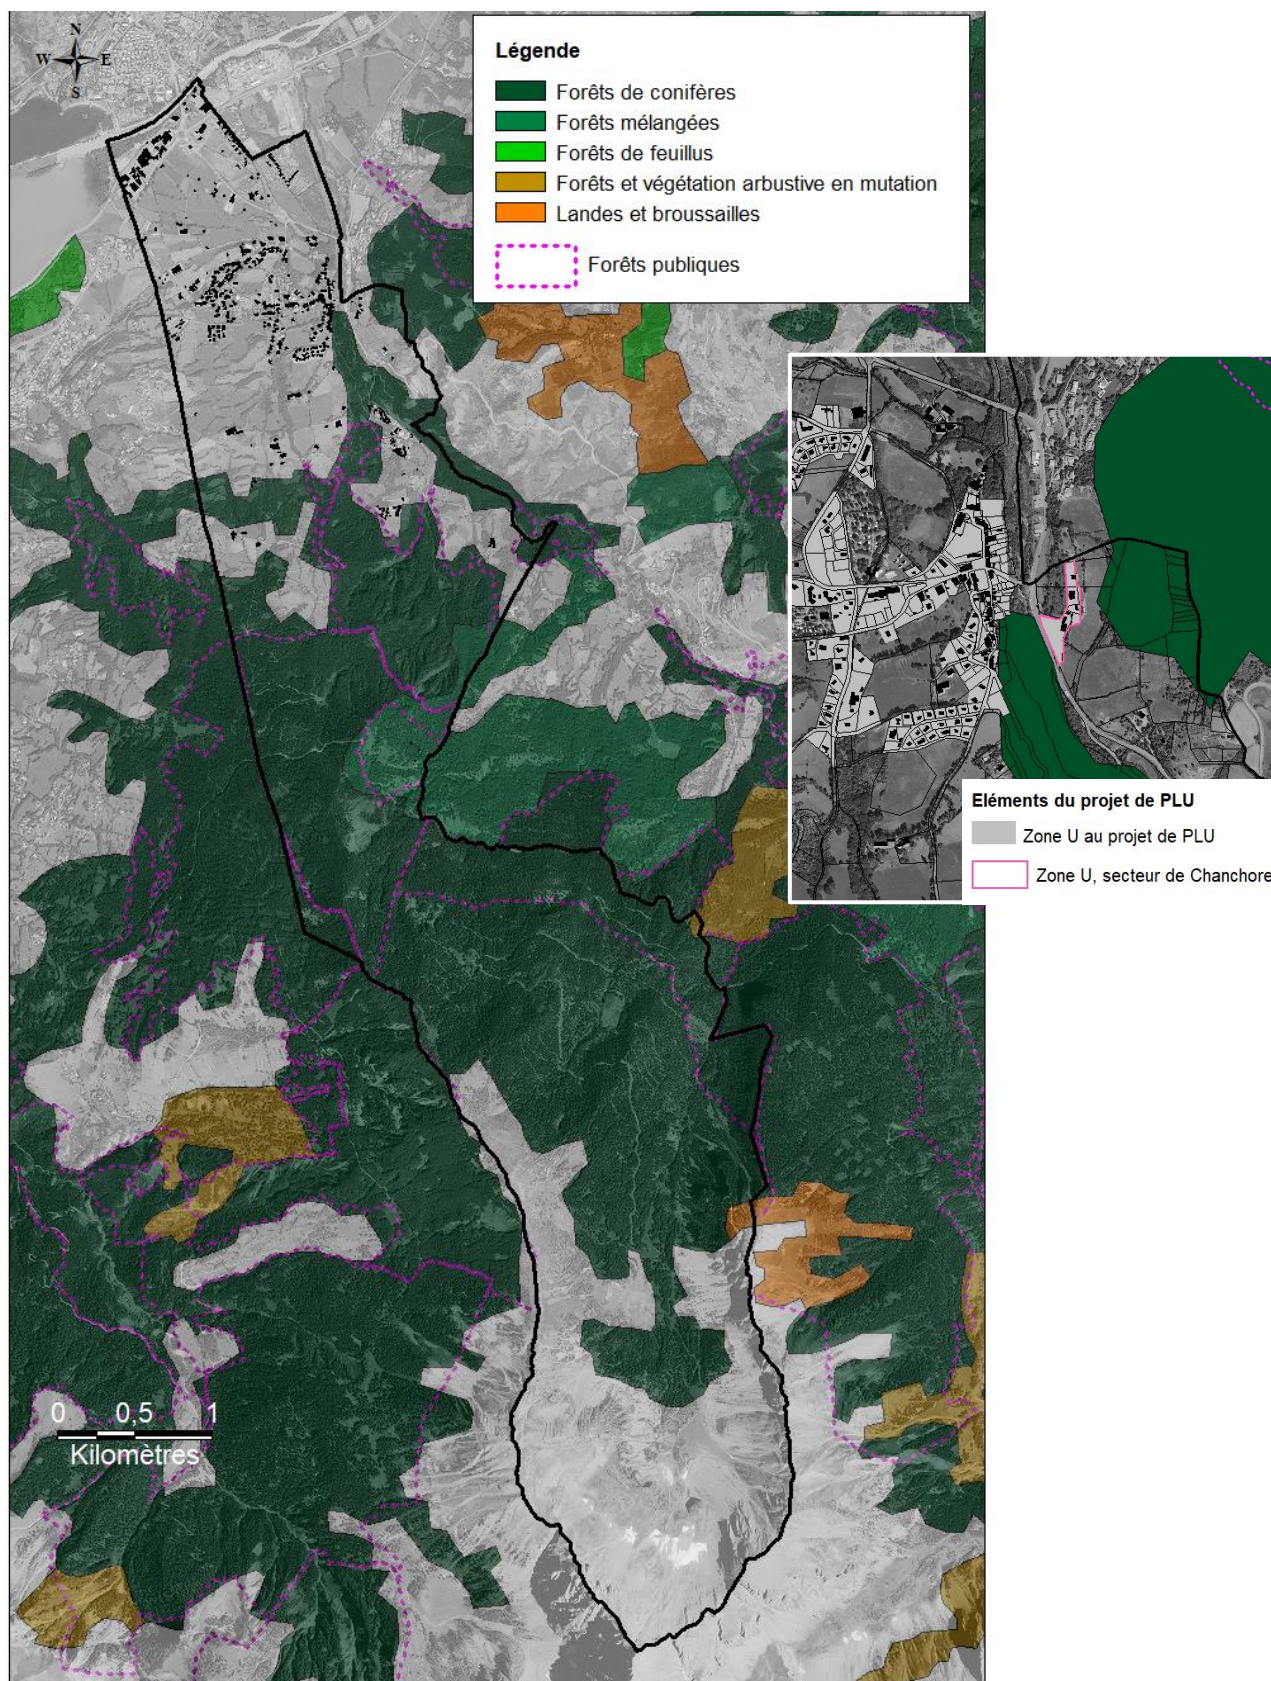 N
W E
S
Légende
Forêts de conifères
Forêts mélangées
Forêts de feuillus
Forêts et végétation arbustive en mutation
Landes et broussailles
Forêts publiques
Eléments du projet de PLU
Zone U au projet de PLU
Zone U, secteur de Chanchore
0 0,5 1
Kilomètres